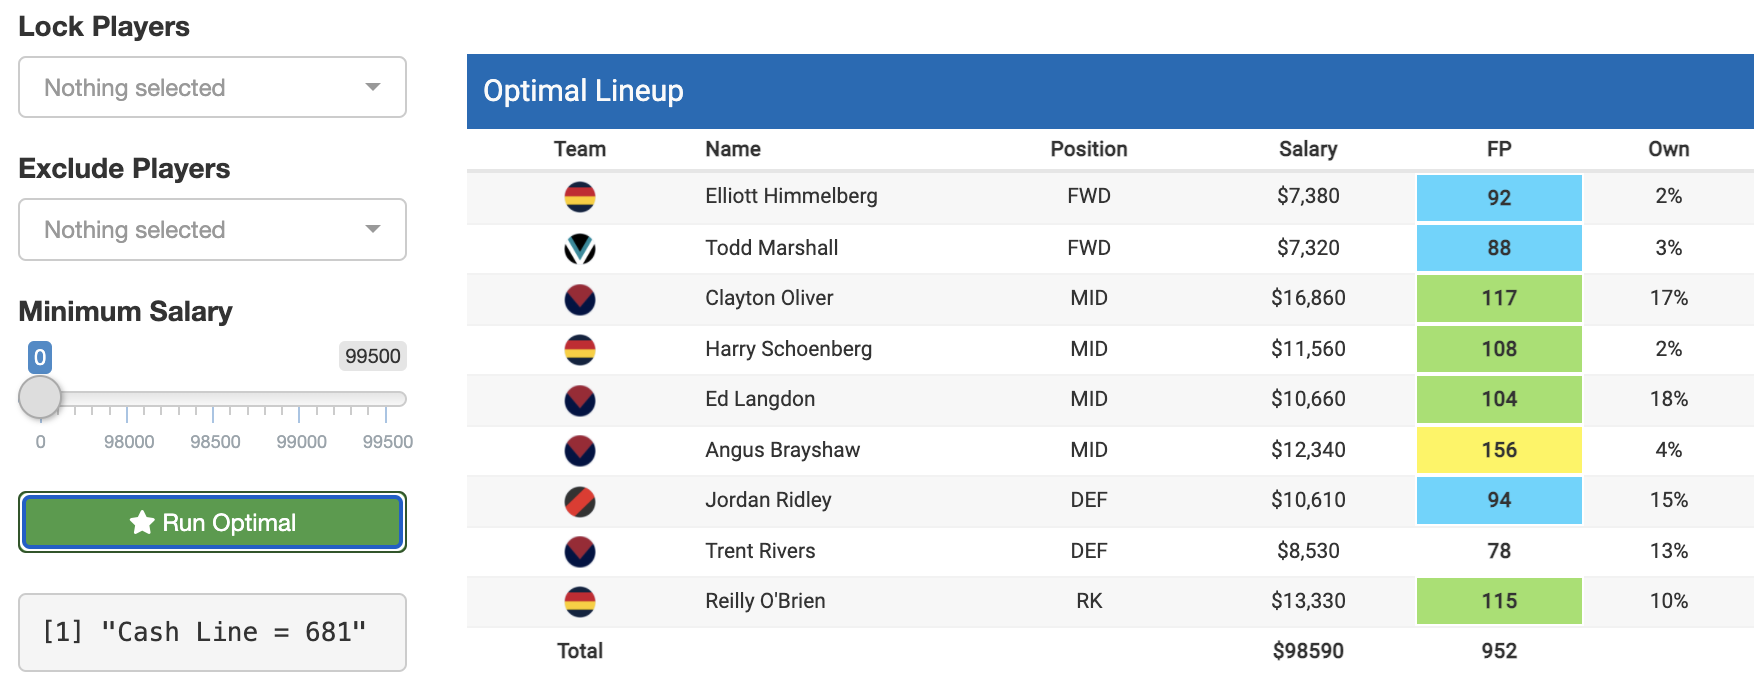 Lock Players
Nothing selected
Exclude Players
Nothing selected
Minimum Salary
0 99500
0 98000 98500 99000 99500
Run Optimal
[1] "Cash Line = 681"
Optimal Lineup
Team Name Position Salary FP Own
Elliott Himmelberg FWD $7,380 92 2%
Todd Marshall FWD $7,320 88 3%
Clayton Oliver MID $16,860 117 17%
Harry Schoenberg MID $11,560 108 2%
Ed Langdon MID $10,660 104 18%
Angus Brayshaw MID $12,340 156 4%
Jordan Ridley DEF $10,610 94 15%
Trent Rivers DEF $8,530 78 13%
Reilly O'Brien RK $13,330 115 10%
Total $98590 952